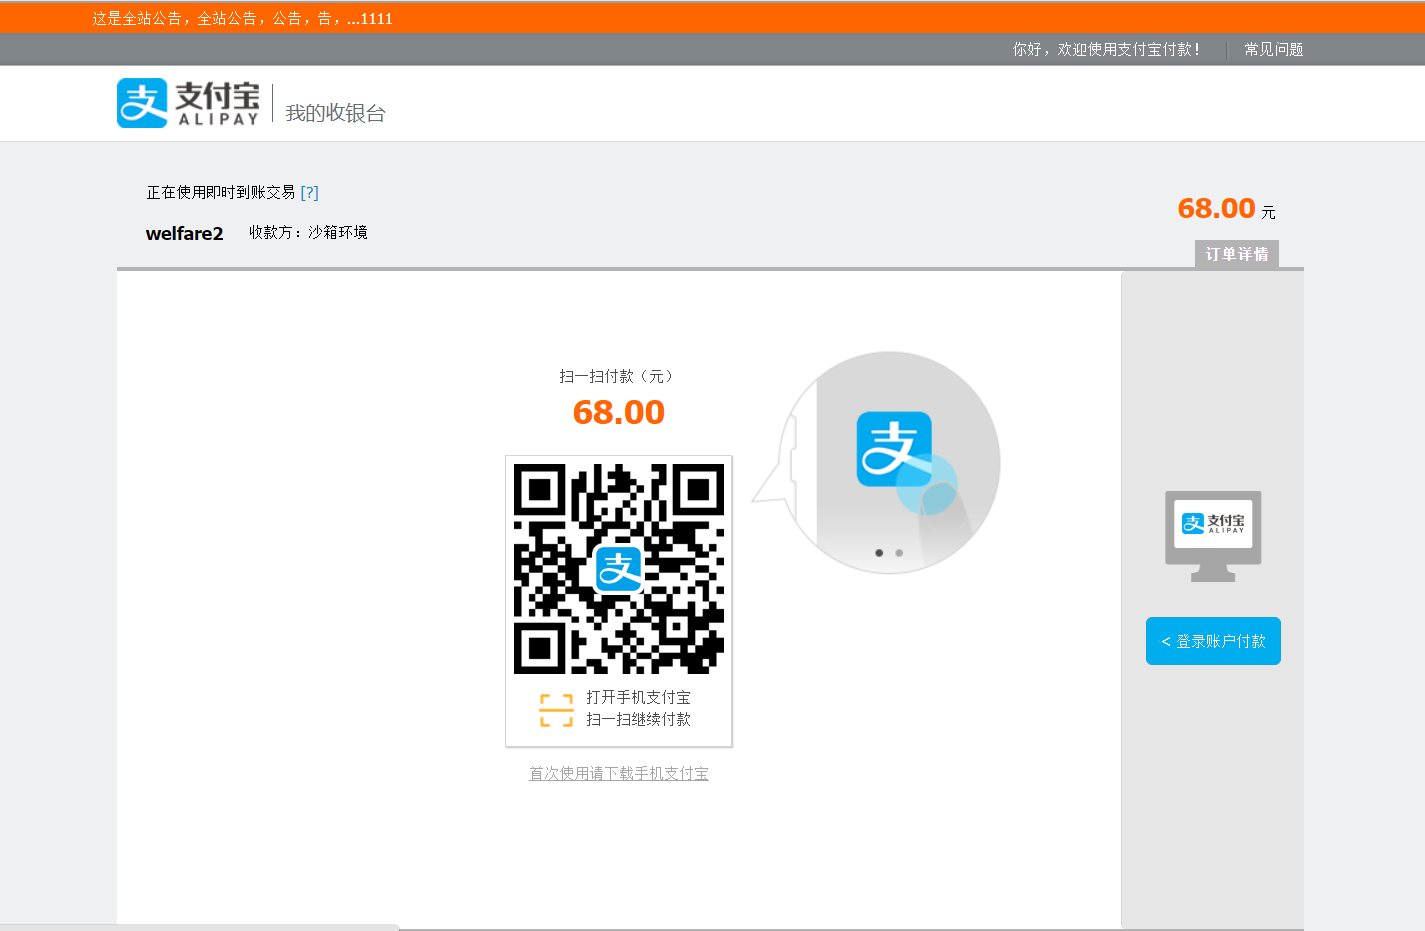 这是全站公告，全站公告，公告，告，...1111
你好，欢迎使用支付宝付款！ 常见问题
支 支付宝 ALIPAY 我的收银台
正在使用即时到账交易 [?]
68.00 元
welfare2 收款方：沙箱环境
订单详情
扫一扫付款（元）
68.00
支
支
支 支付宝 ALIPAY
< 登录账户付款
打开手机支付宝
扫一扫继续付款
首次使用请下载手机支付宝